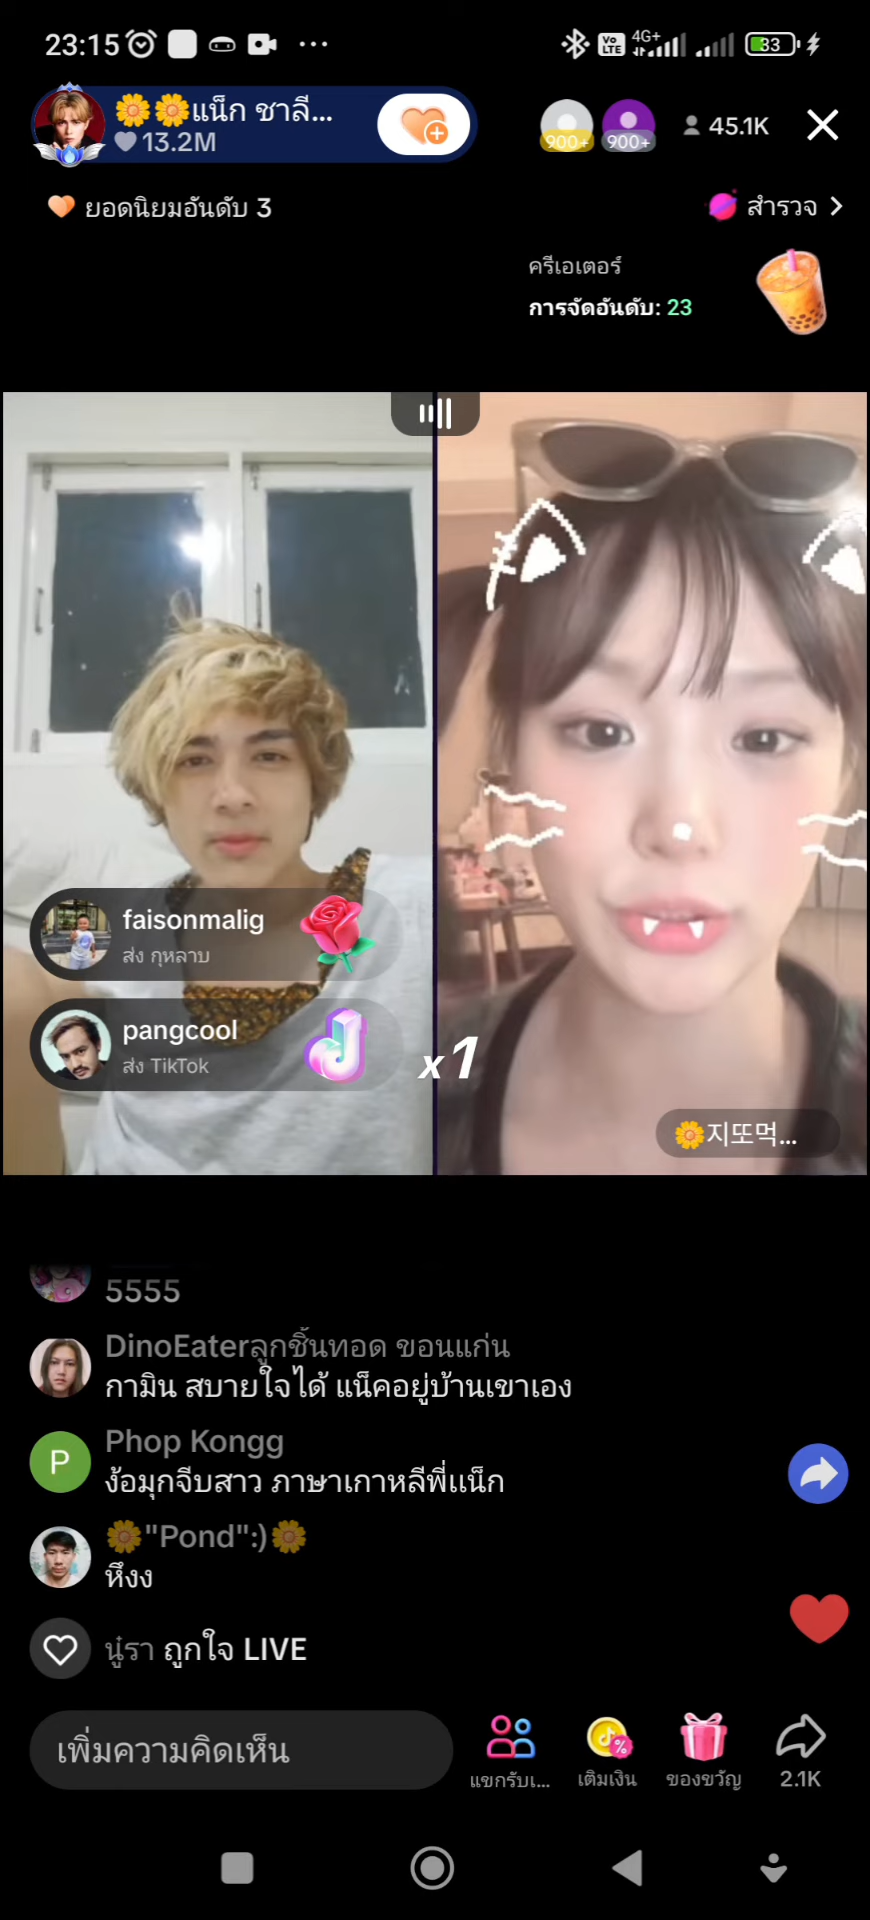 23:15
VoLTE
4G+
33
🌼🌼แน็ก ชาลี...
13.2M
900+
900+
45.1K
ยอดนิยมอันดับ 3
สำรวจ
ครีเอเตอร์
การจัดอันดับ: 23
faisonmalig
ส่ง กุหลาบ
pangcool
ส่ง TikTok
x1
🌼지또먹...
5555
DinoEaterลูกชิ้นทอด ขอนแก่น
กามิน สบายใจได้ แน็คอยู่บ้านเขาเอง
P
Phop Kongg
ง้อมุกจีบสาว ภาษาเกาหลีพี่แน็ก
🌼"Pond":)🌼
หึงง
นู๋รา ถูกใจ LIVE
เพิ่มความคิดเห็น
แขกรับเ...
เติมเงิน
ของขวัญ
2.1K